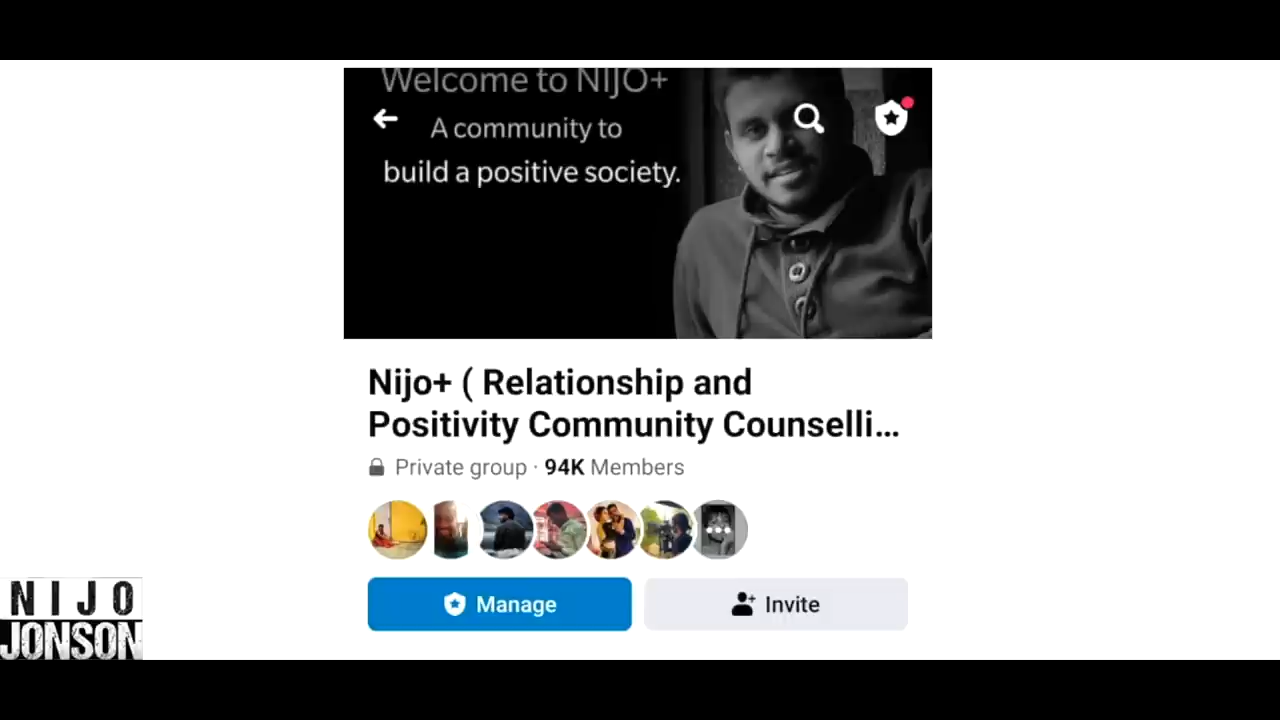 Welcome to NIJO+
A community to
build a positive society.
Nijo+ ( Relationship and
Positivity Community Counselli...
Private group · 94K Members
Manage
Invite
NIJO
JONSON